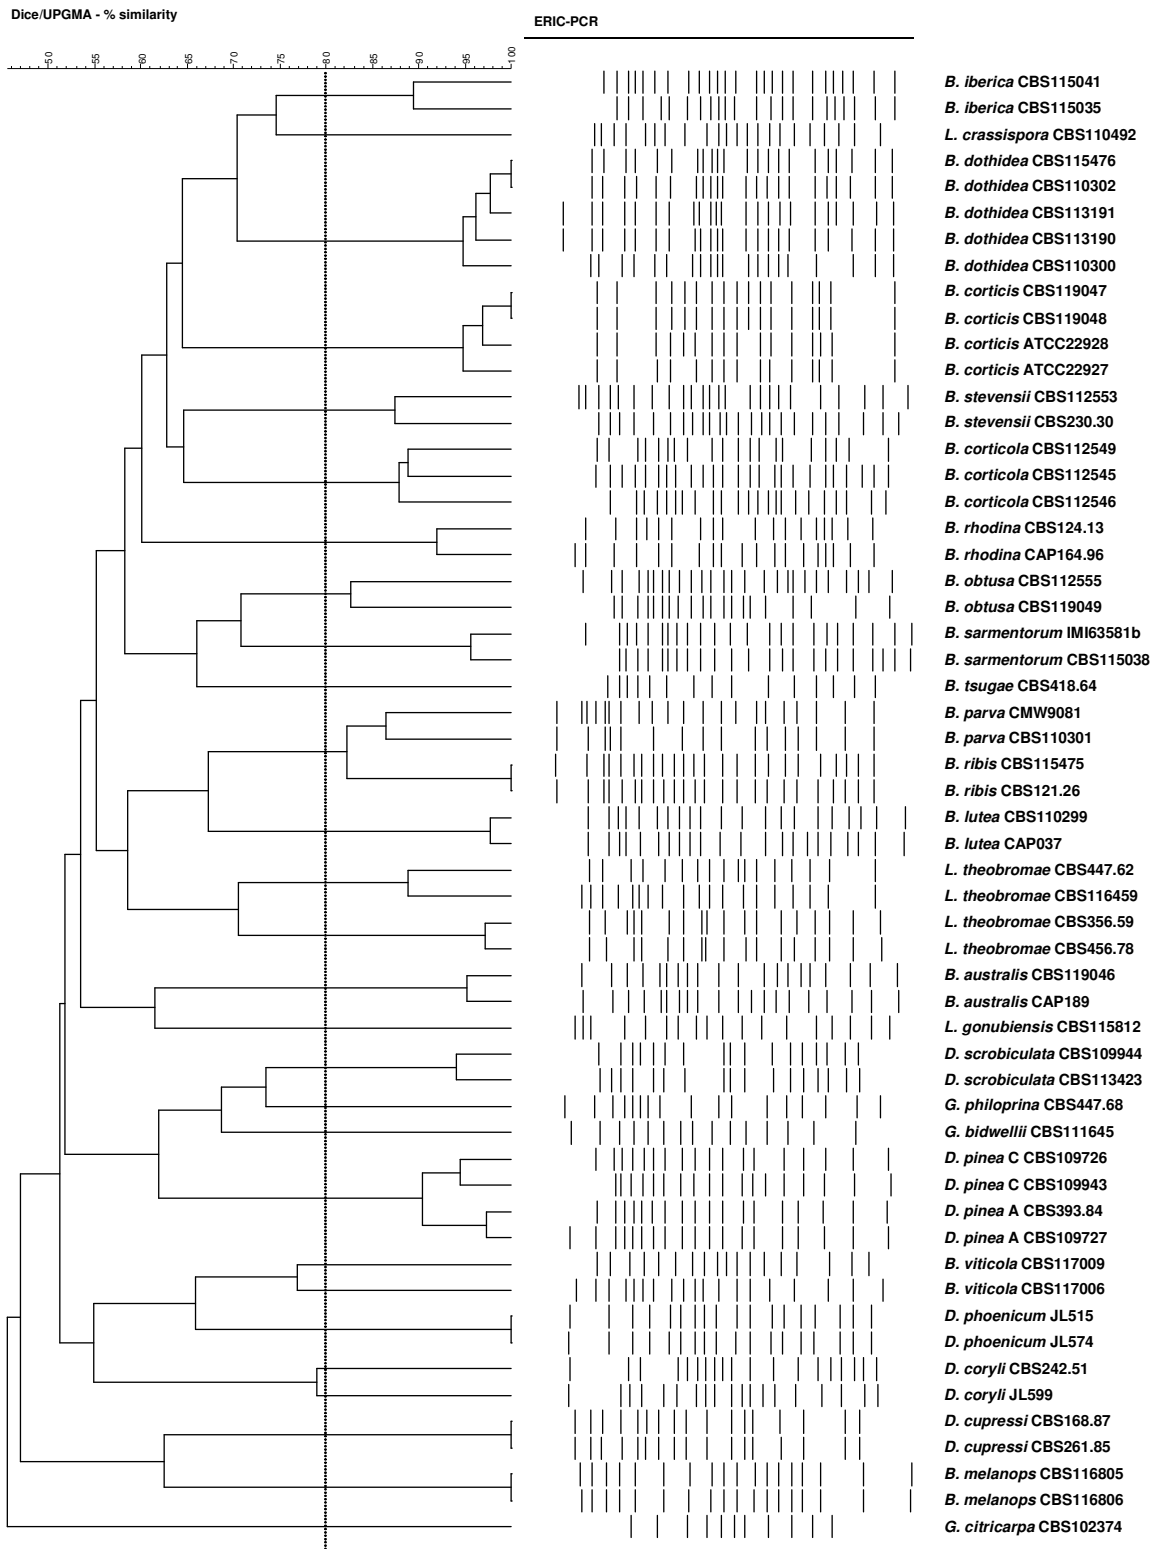 Dice/UPGMA - % similarity
ERIC-PCR
50 55 60 70 75 80 85 90 95 100
B. iberica CBS115041
B. iberica CBS115035
L. crassispora CBS110492
B. dothidea CBS115476
B. dothidea CBS110302
B. dothidea CBS113191
B. dothidea CBS113190
B. dothidea CBS110300
B. corticis CBS119047
B. corticis CBS119048
B. corticis ATCC22928
B. corticis ATCC22927
B. stevensii CBS112553
B. stevensii CBS230.30
B. corticola CBS112549
B. corticola CBS112545
B. corticola CBS112546
B. rhodina CBS124.13
B. rhodina CAP164.96
B. obtusa CBS112555
B. obtusa CBS119049
B. sarmentorum IMI63581b
B. sarmentorum CBS115038
B. tsugae CBS418.64
B. parva CMW9081
B. parva CBS110301
B. ribis CBS115475
B. ribis CBS121.26
B. lutea CBS110299
B. lutea CAP037
L. theobromae CBS447.62
L. theobromae CBS116459
L. theobromae CBS356.59
L. theobromae CBS456.78
B. australis CBS119046
B. australis CAP189
L. gonubiensis CBS115812
D. scrobiculata CBS109944
D. scrobiculata CBS113423
G. philoprina CBS447.68
G. bidwellii CBS111645
D. pinea C CBS109726
D. pinea C CBS109943
D. pinea A CBS393.84
D. pinea A CBS109727
B. viticola CBS117009
B. viticola CBS117006
D. phoenicum JL515
D. phoenicum JL574
D. coryli CBS242.51
D. coryli JL599
D. cupressi CBS168.87
D. cupressi CBS261.85
B. melanops CBS116805
B. melanops CBS116806
G. citricarpa CBS102374